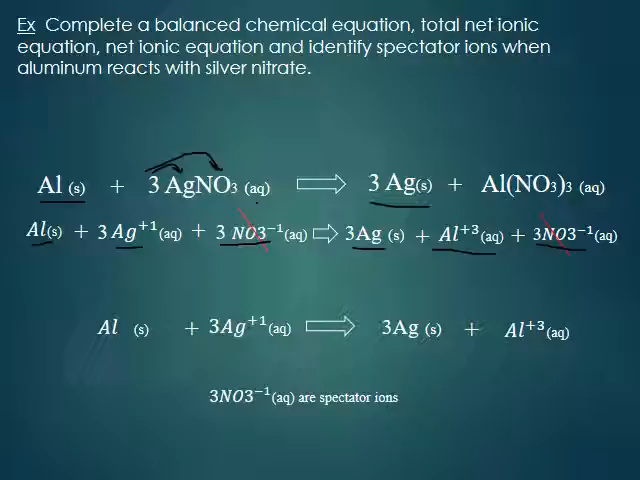 Ex Complete a balanced chemical equation, total net ionic
equation, net ionic equation and identify spectator ions when
aluminum reacts with silver nitrate.
Al (s) + 3 AgNO₃ (aq) ⇨ 3 Ag(s) + Al(NO₃)₃ (aq)
Al(s) + 3 Ag⁺¹(aq) + 3 NO3⁻¹(aq) ⇨ 3Ag (s) + Al⁺³(aq) + 3NO3⁻¹(aq)
Al (s) + 3Ag⁺¹(aq) ⇨ 3Ag (s) + Al⁺³(aq)
3NO3⁻¹(aq) are spectator ions